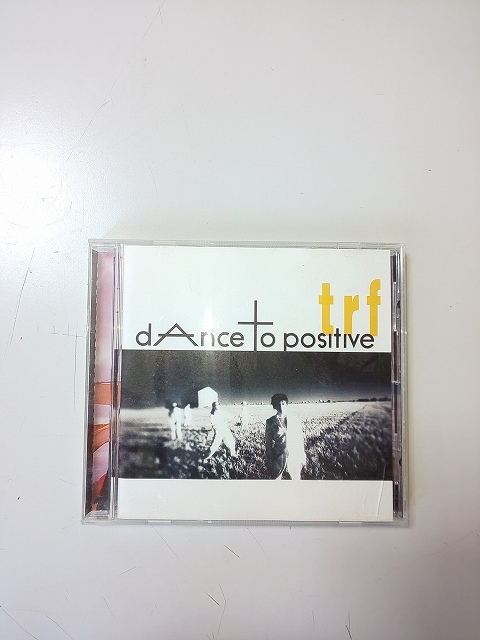 trf
dAnce to positive